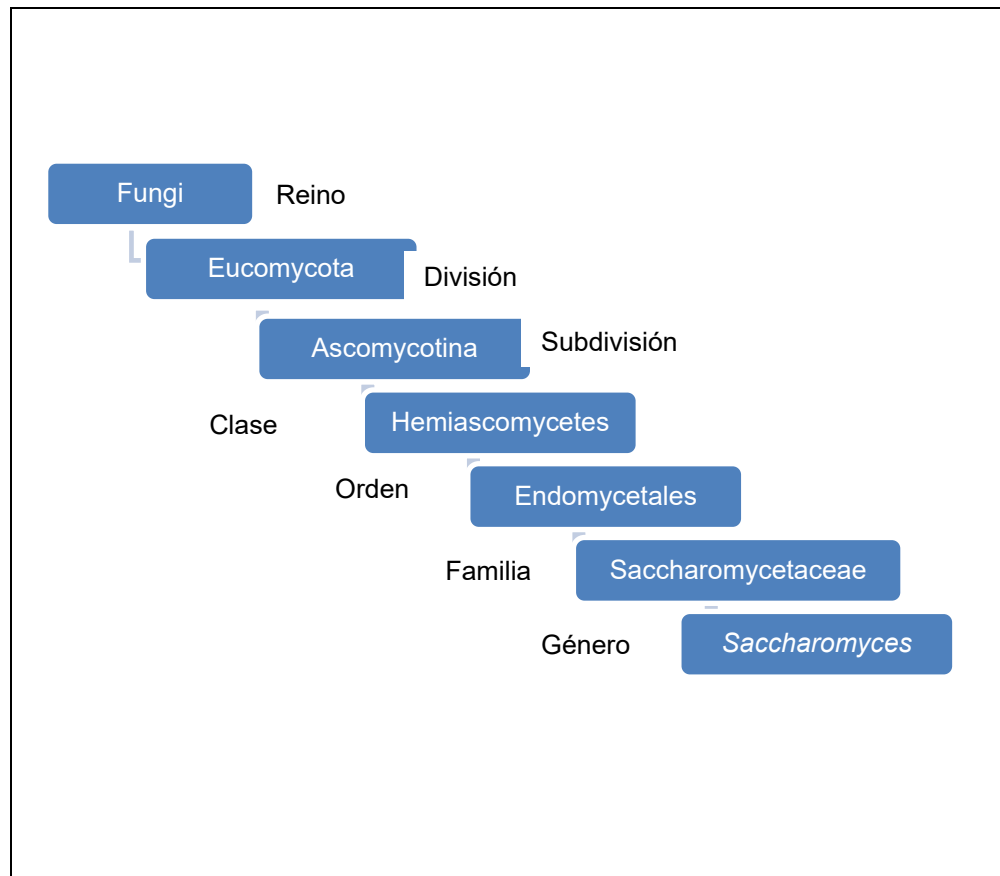 Fungi
Reino
Eucomycota
División
Ascomycotina
Subdivisión
Clase
Hemiascomycetes
Orden
Endomycetales
Familia
Saccharomycetaceae
Género
Saccharomyces